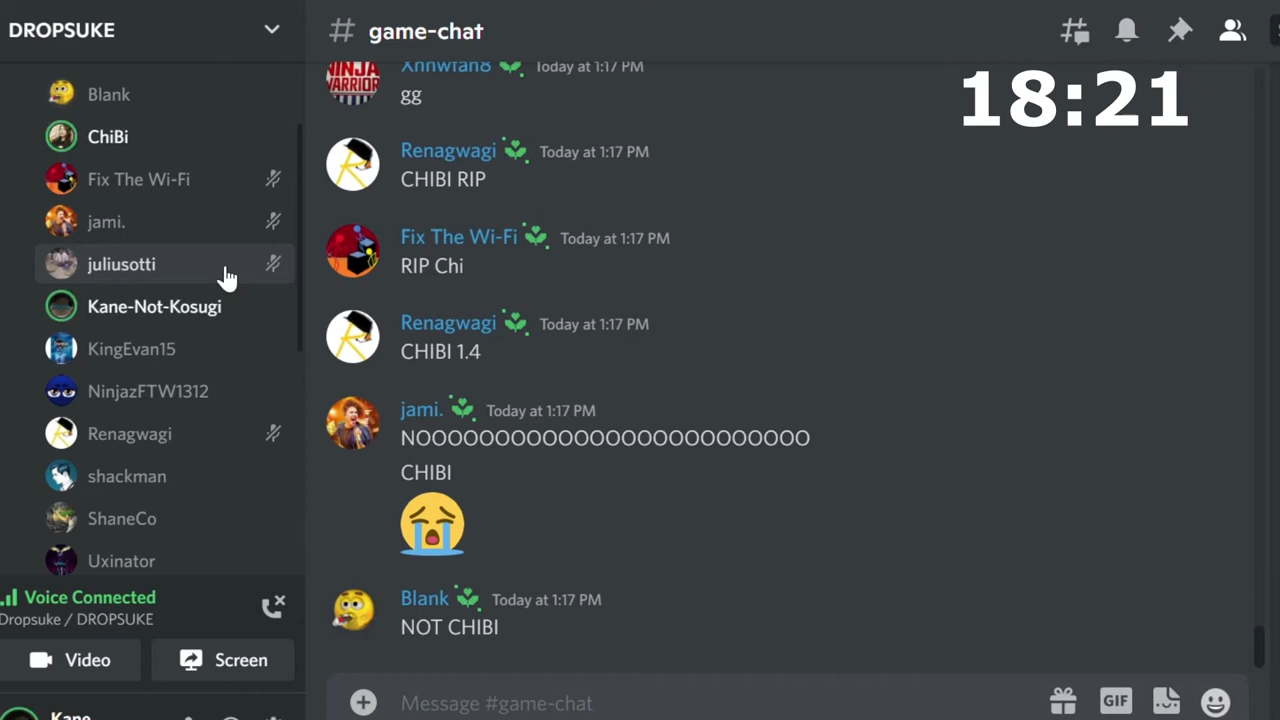 DROPSUKE
Blank
ChiBi
Fix The Wi-Fi
jami.
juliusotti
Kane-Not-Kosugi
KingEvan15
NinjazFTW1312
Renagwagi
shackman
ShaneCo
Uxinator
Voice Connected
Dropsuke / DROPSUKE
Video
Screen
Kane
# game-chat
18:21
Xnnwfan8 Today at 1:17 PM
NINJA
WARRIOR
gg
Renagwagi Today at 1:17 PM
CHIBI RIP
Fix The Wi-Fi Today at 1:17 PM
RIP Chi
Renagwagi Today at 1:17 PM
CHIBI 1.4
jami. Today at 1:17 PM
NOOOOOOOOOOOOOOOOOOOOOOOOO
CHIBI
Blank Today at 1:17 PM
NOT CHIBI
Message #game-chat
GIF